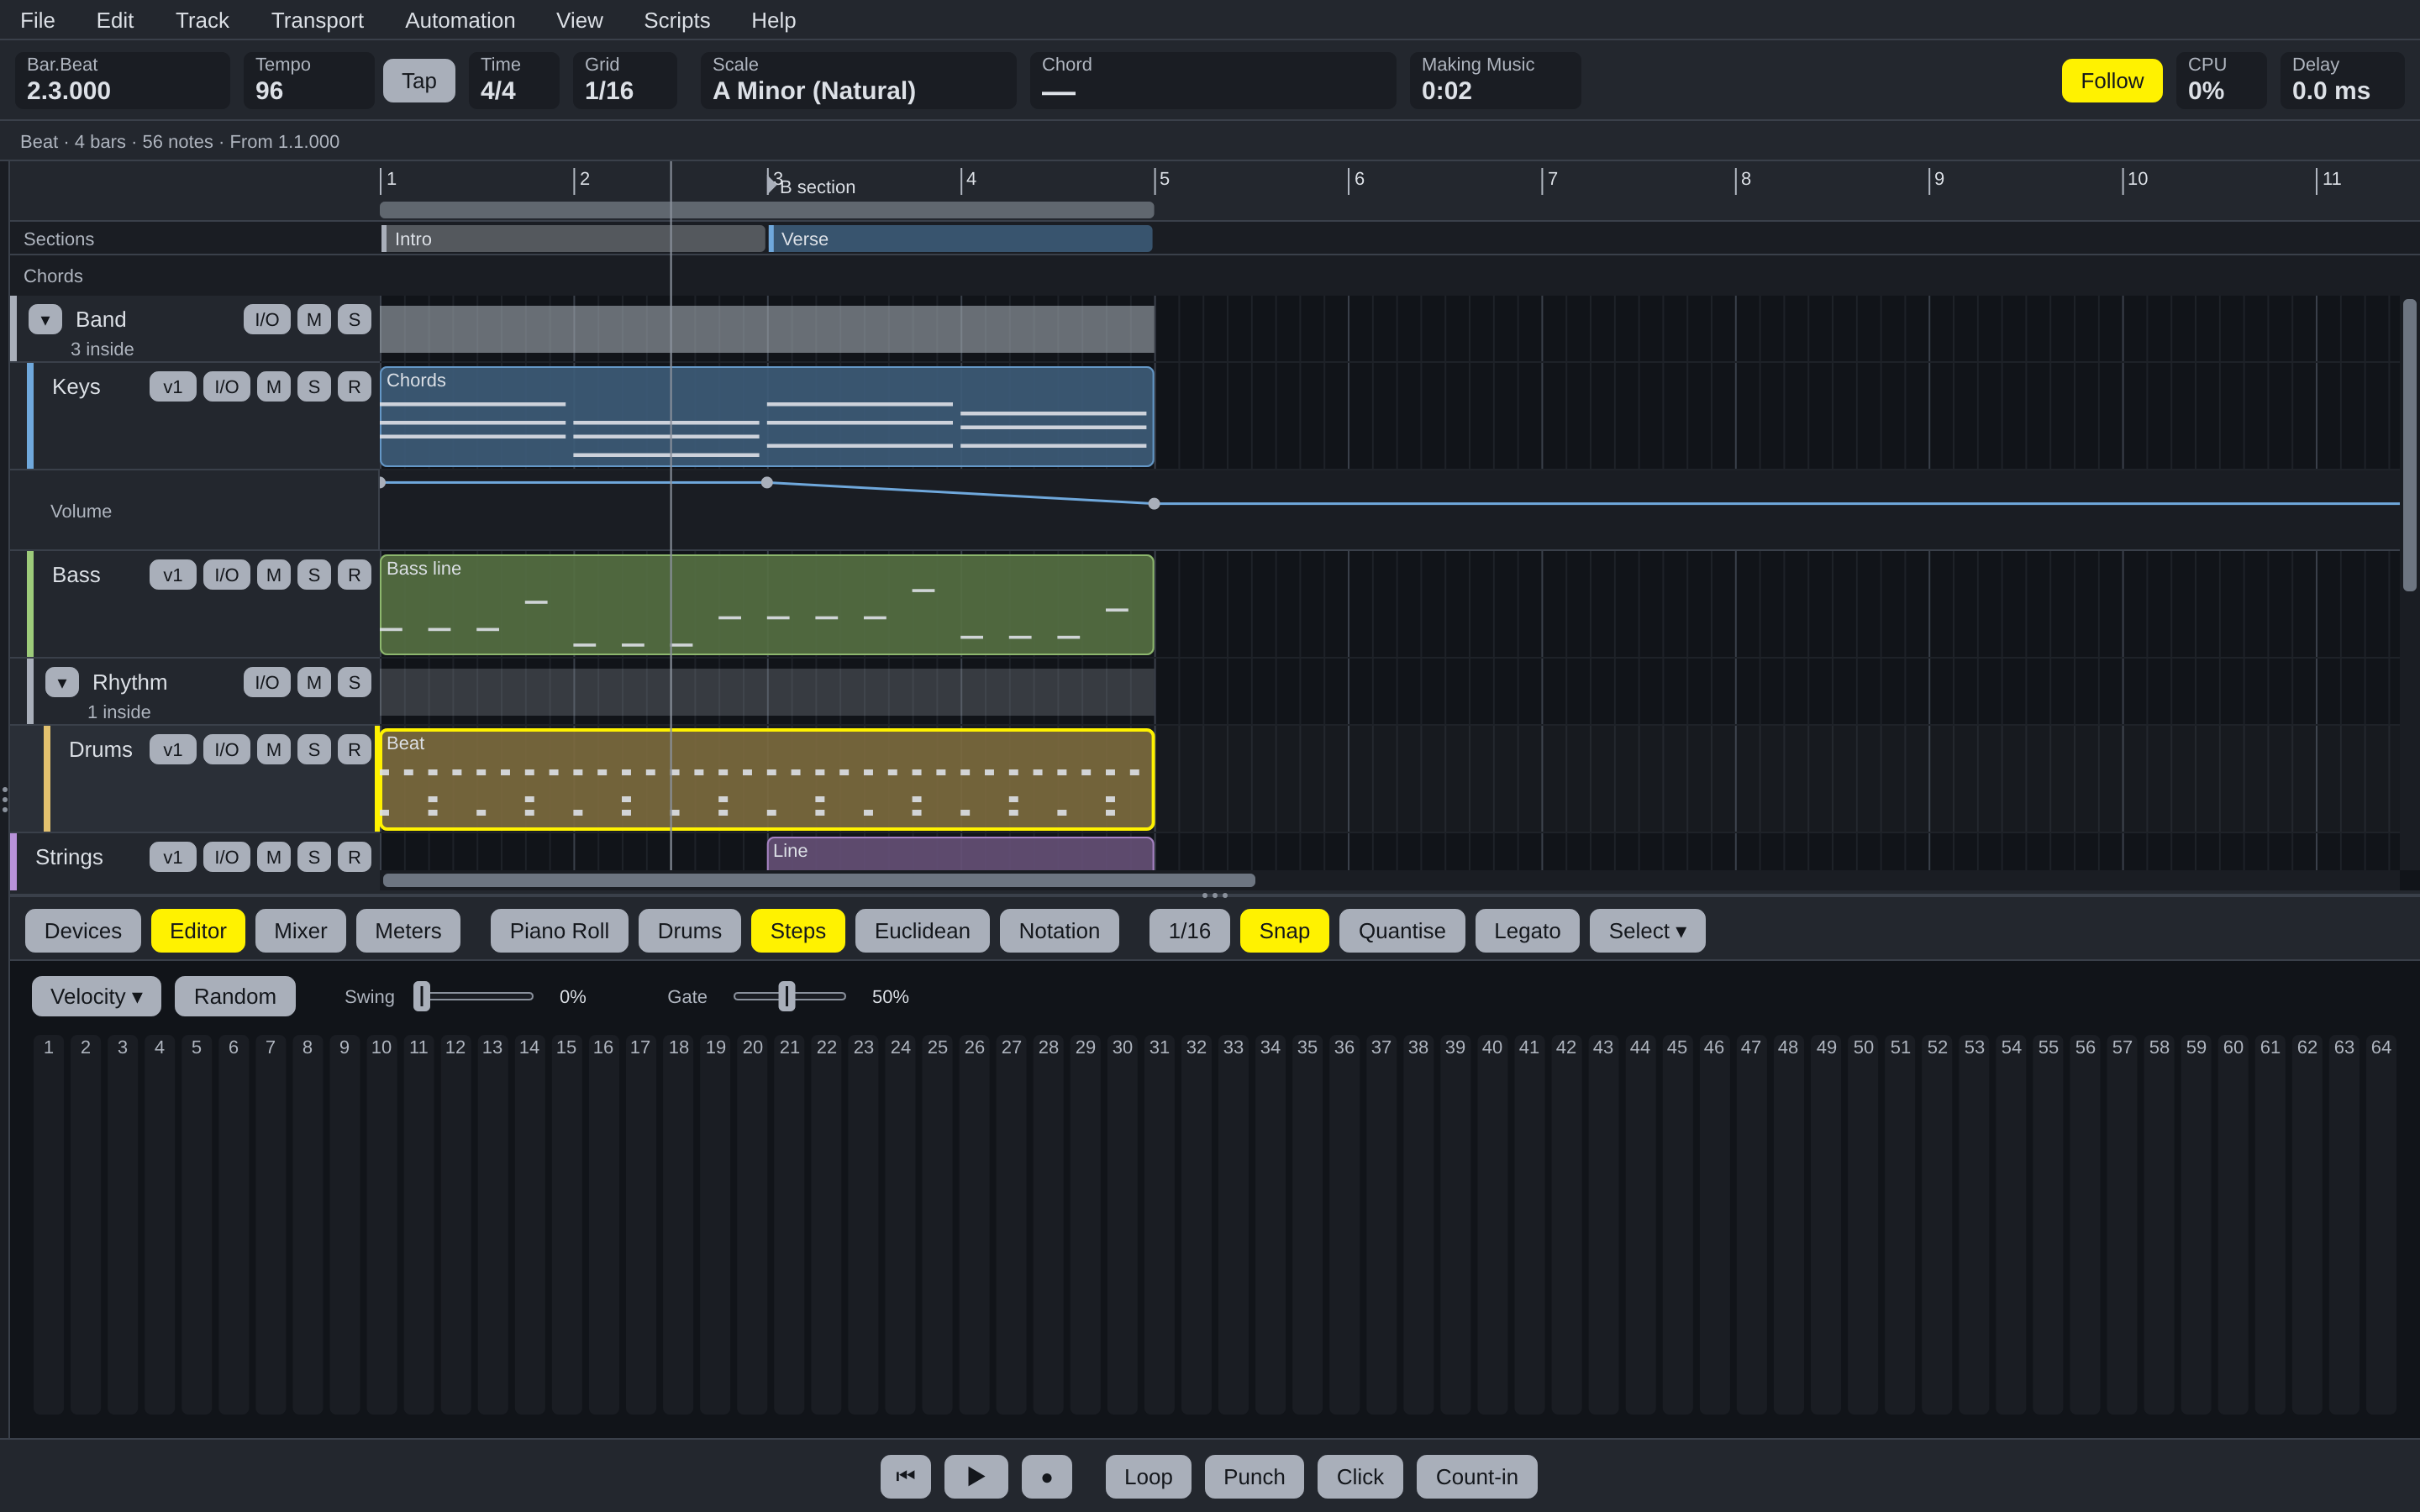 File Edit Track Transport Automation View Scripts Help
Bar.Beat Tempo Time Grid Scale Chord Making Music CPU Delay
2.3.000 96 Tap 4/4 1/16 A Minor (Natural) — 0:02 Follow 0% 0.0 ms
Beat · 4 bars · 56 notes · From 1.1.000
1 2 3 4 5 6 7 8 9 10 11
B section
Sections Intro Verse
Chords
▾ Band I/O M S
3 inside
Keys v1 I/O M S R Chords
Volume
Bass v1 I/O M S R Bass line
▾ Rhythm I/O M S
1 inside
Drums v1 I/O M S R Beat
Strings v1 I/O M S R Line
Devices Editor Mixer Meters Piano Roll Drums Steps Euclidean Notation 1/16 Snap Quantise Legato Select ▾
Velocity ▾ Random Swing 0% Gate 50%
1 2 3 4 5 6 7 8 9 10 11 12 13 14 15 16 17 18 19 20 21 22 23 24 25 26 27 28 29 30 31 32 33 34 35 36 37 38 39 40 41 42 43 44 45 46 47 48 49 50 51 52 53 54 55 56 57 58 59 60 61 62 63 64
Loop Punch Click Count-in